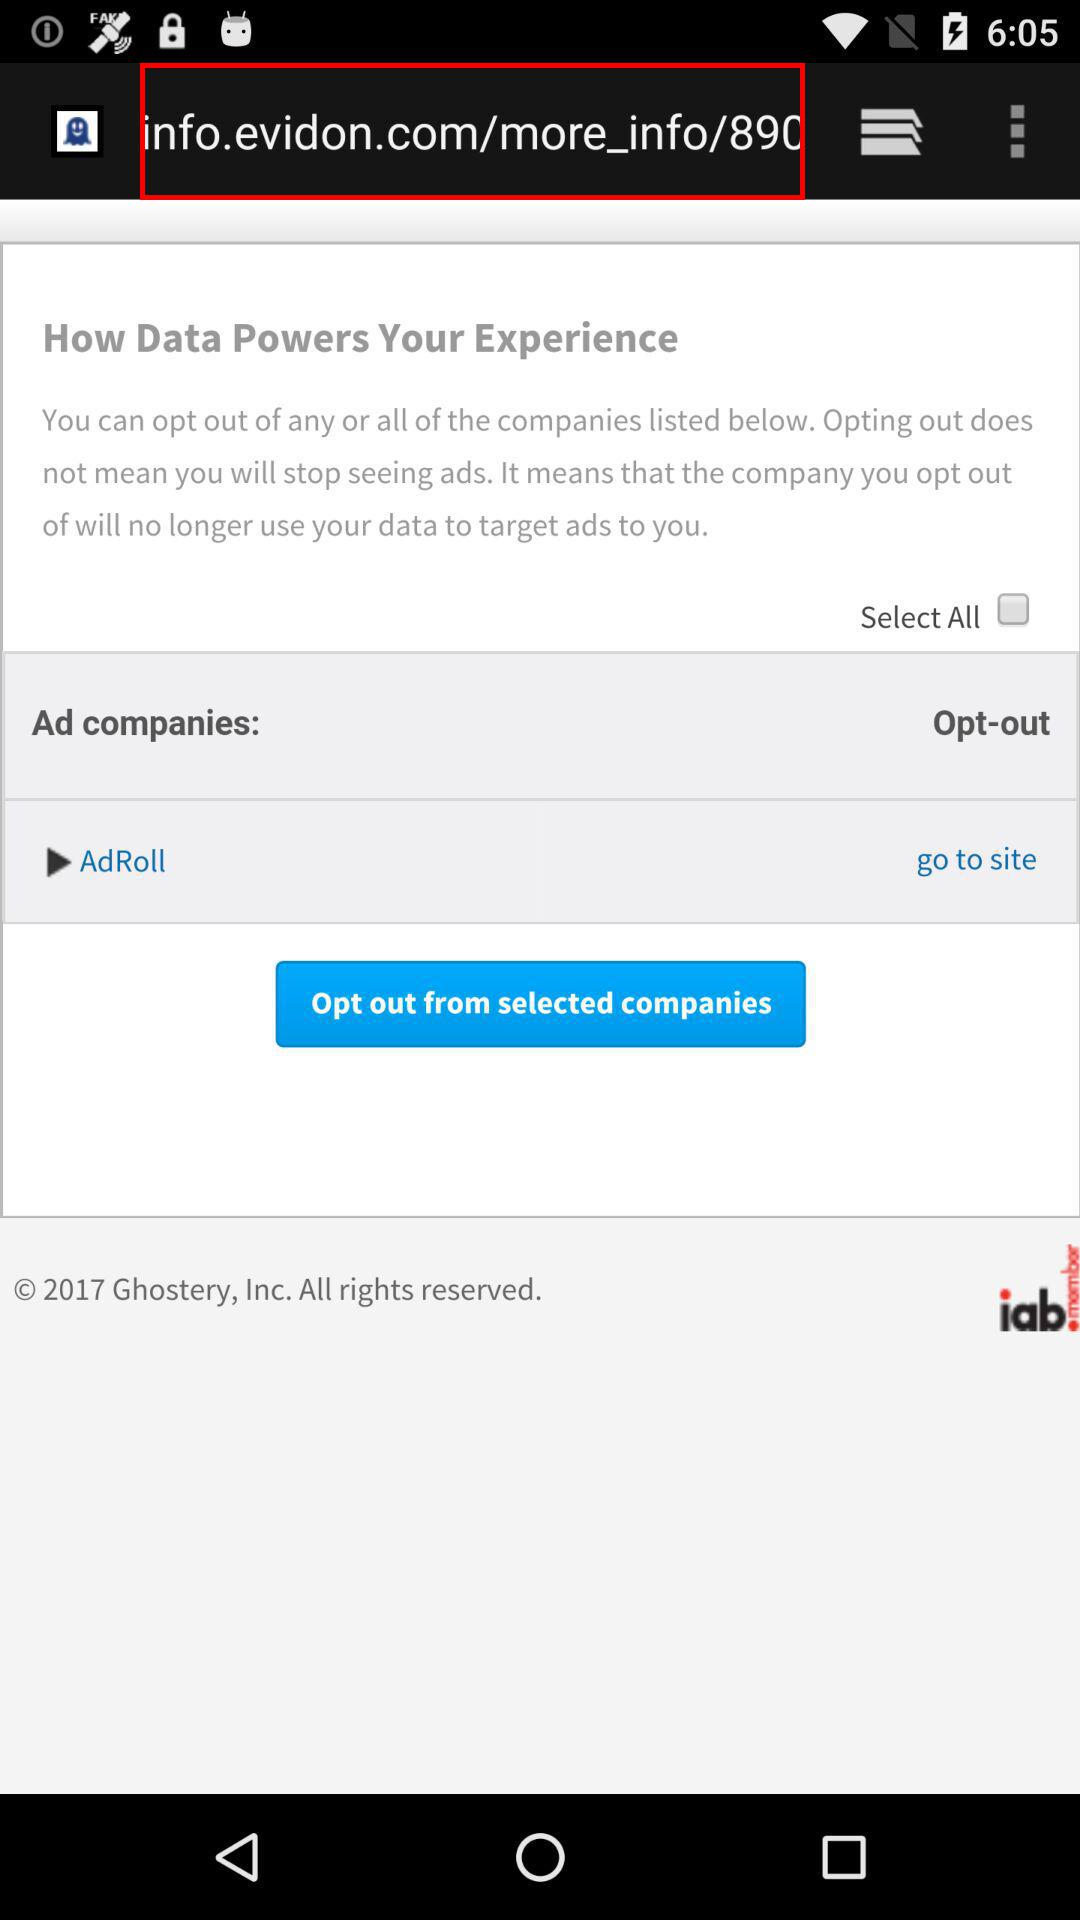 FAKE
6:05
info.evidon.com/more_info/890
How Data Powers Your Experience
You can opt out of any or all of the companies listed below. Opting out does
not mean you will stop seeing ads. It means that the company you opt out
of will no longer use your data to target ads to you.
Select All
Ad companies:
Opt-out
AdRoll
go to site
Opt out from selected companies
© 2017 Ghostery, Inc. All rights reserved.
iab. member